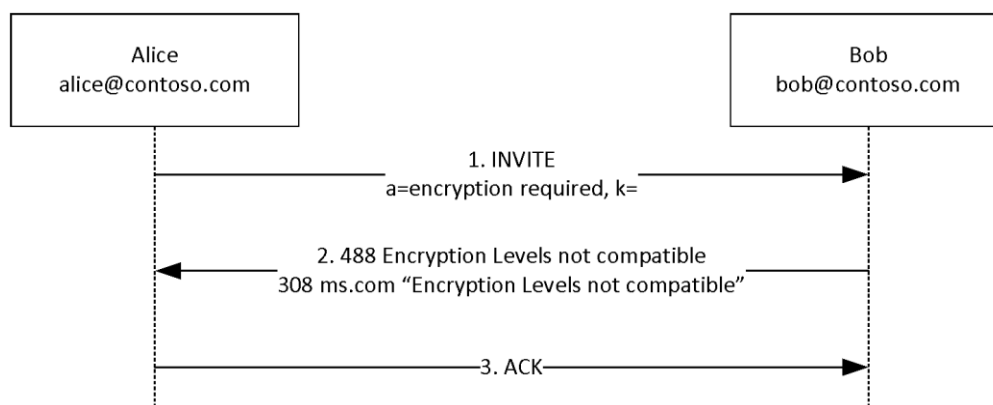 Alice
alice@contoso.com
Bob
bob@contoso.com
1. INVITE
a=encryption required, k=
2. 488 Encryption Levels not compatible
308 ms.com “Encryption Levels not compatible”
3. ACK